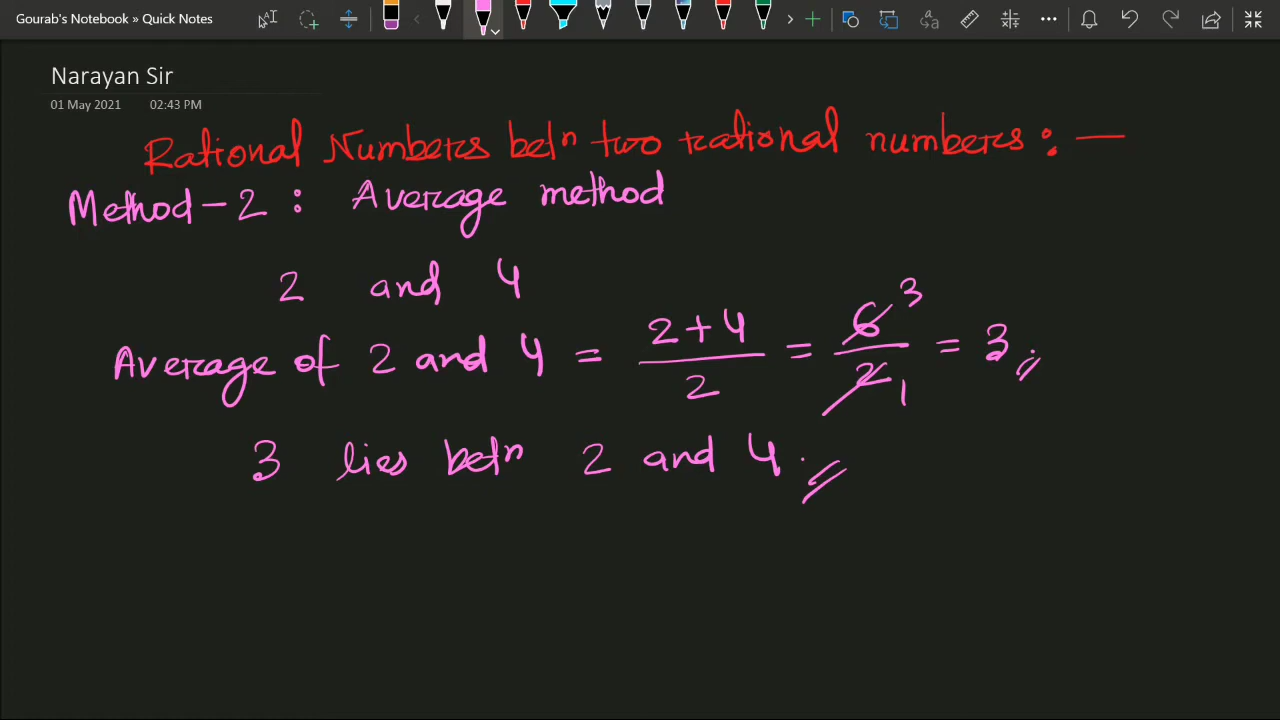 Gourab's Notebook » Quick Notes
Narayan Sir
01 May 2021 02:43 PM
Rational Numbers betⁿ two rational numbers : —
Method - 2 : Average method
2 and 4
Average of 2 and 4 = (2+4)/2 = 6/2 3 1 = 3
3 lies betⁿ 2 and 4.